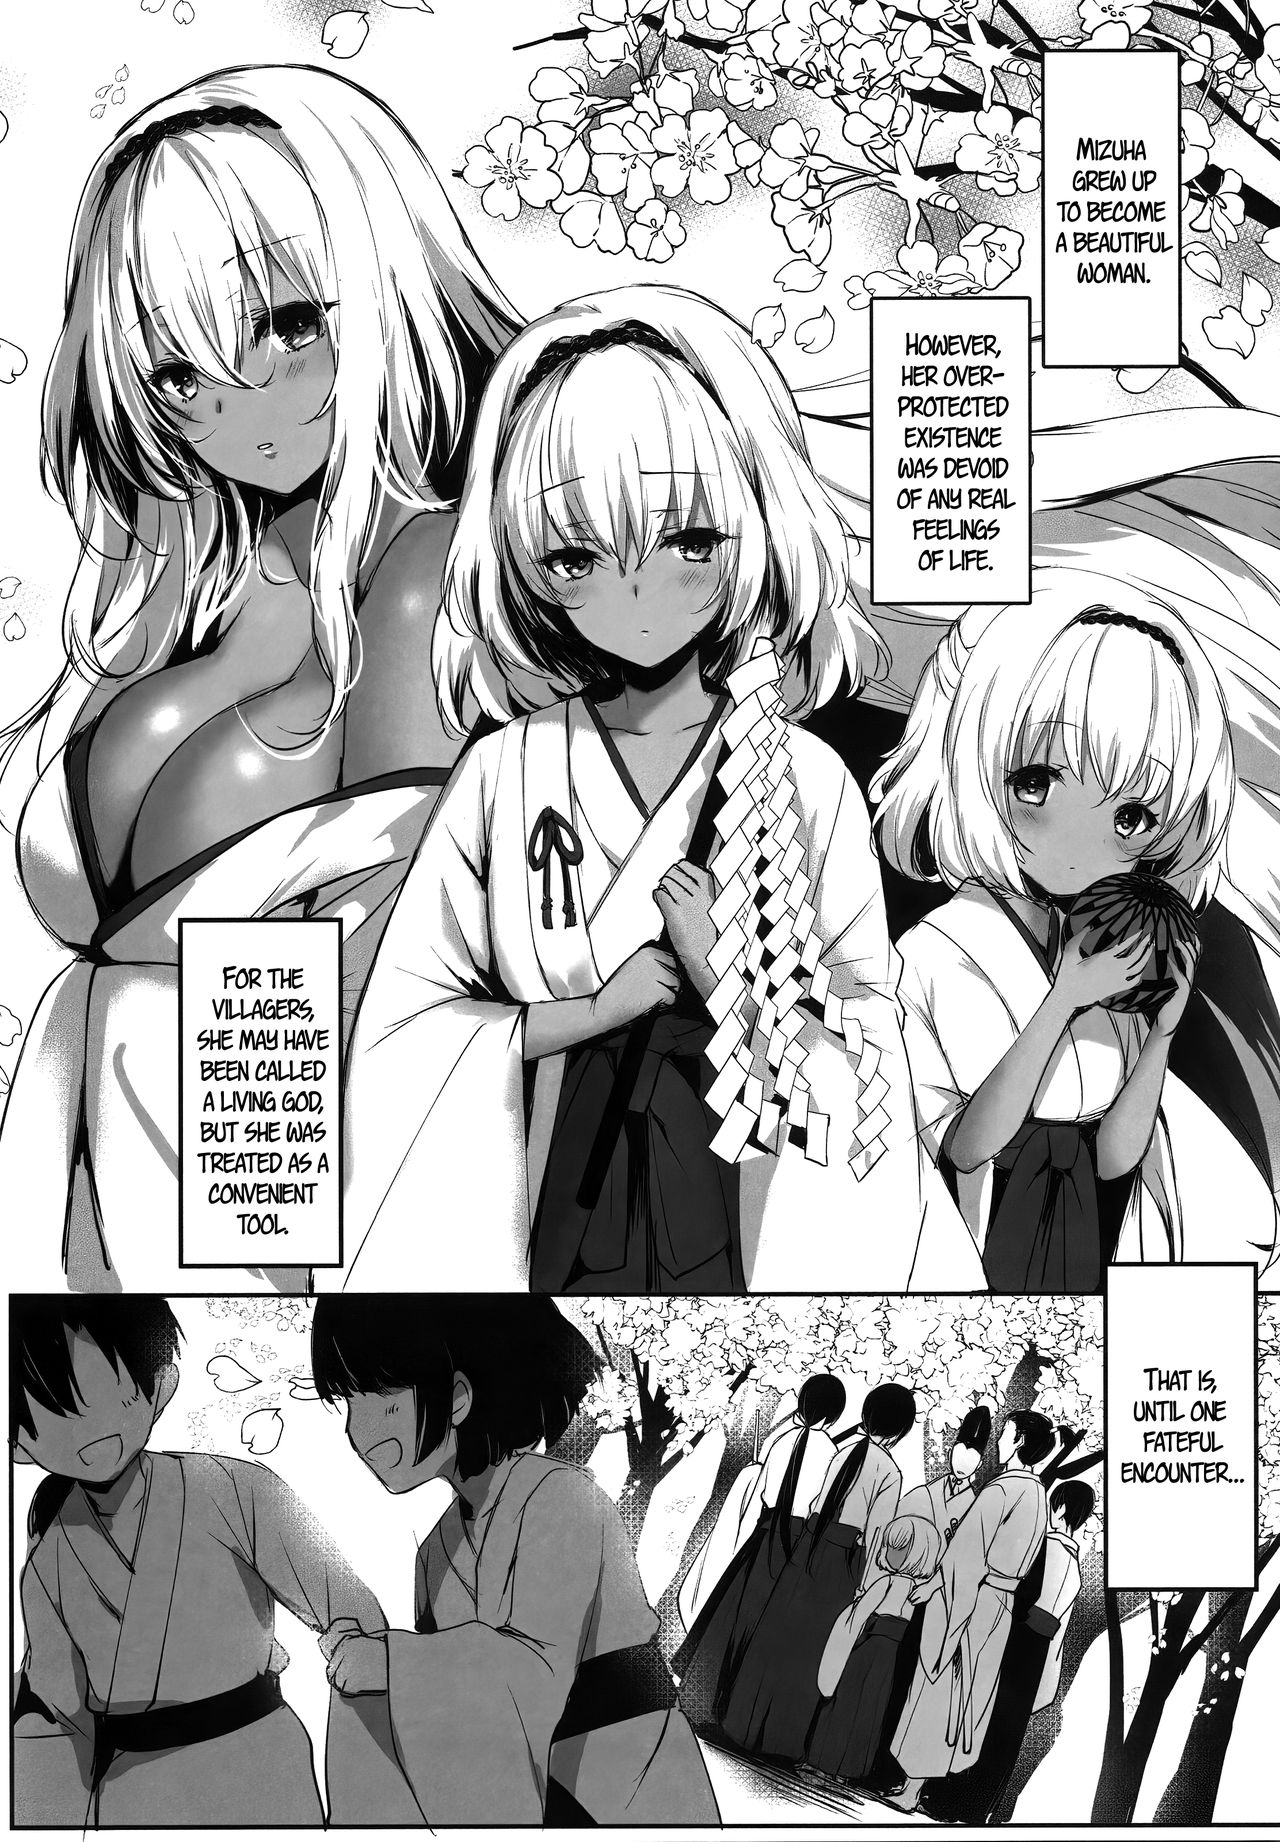 MIZUHA
GREW UP
TO BECOME
A BEAUTIFUL
WOMAN.
HOWEVER,
HER OVER-
PROTECTED
EXISTENCE
WAS DEVOID
OF ANY REAL
FEELINGS
OF LIFE.
FOR THE
VILLAGERS,
SHE MAY HAVE
BEEN CALLED
A LIVING GOD,
BUT SHE WAS
TREATED AS A
CONVENIENT
TOOL.
THAT IS,
UNTIL ONE
FATEFUL
ENCOUNTER...